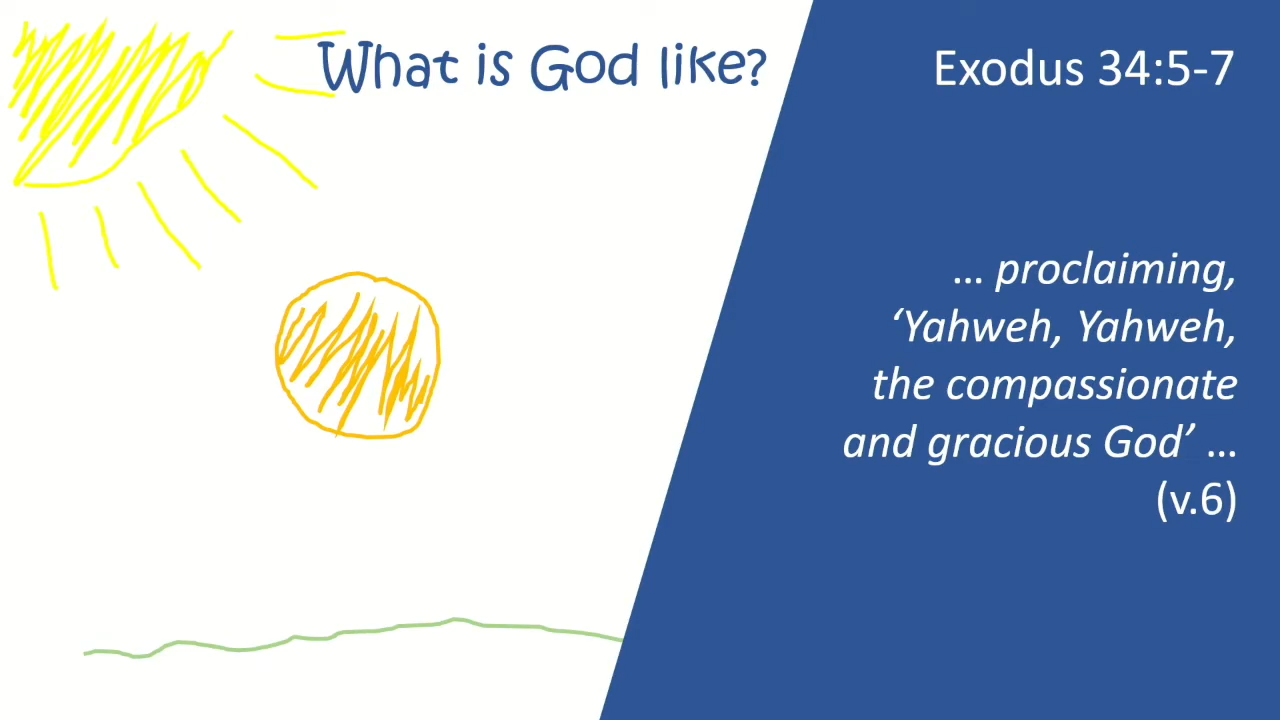 What is God like?
Exodus 34:5-7
… proclaiming,
‘Yahweh, Yahweh,
the compassionate
and gracious God’ …
(v.6)